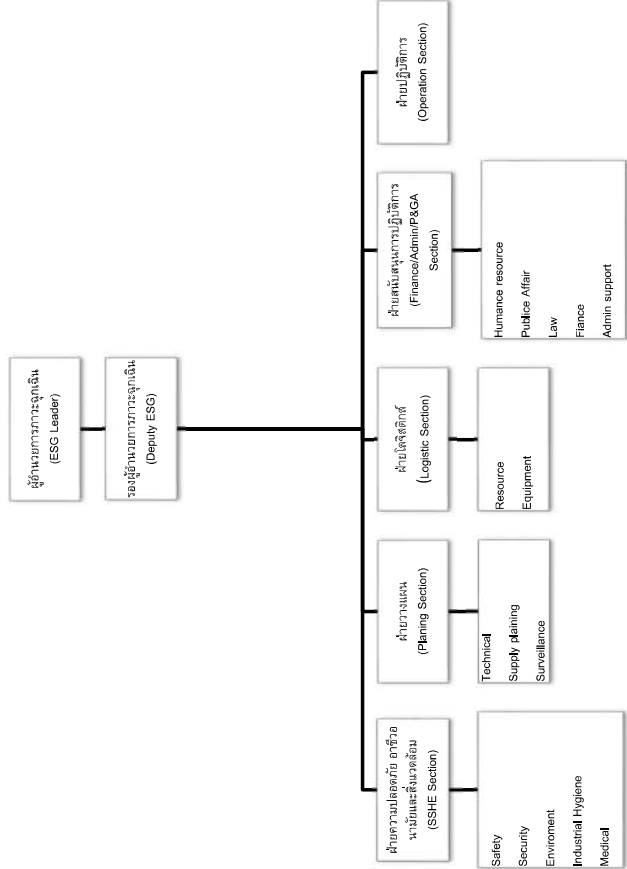 ผู้อำนวยการภาวะฉุกเฉิน
(ESG Leader)
รองผู้อำนวยการภาวะฉุกเฉิน
(Deputy ESG)
ฝ่ายความปลอดภัย อาชีวอ
นามัยและสิ่งแวดล้อม
(SSHE Section)
Safety
Security
Enviroment
Industrial Hygiene
Medical
ฝ่ายวางแผน
(Planing Section)
Technical
Supply plaining
Surveillance
ฝ่ายโลจิสติกส์
(Logistic Section)
Resource
Equipment
ฝ่ายสนับสนุนการปฏิบัติการ
(Finance/Admin/P&GA
Section)
Humance resource
Publice Affair
Law
Fiance
Admin support
ฝ่ายปฏิบัติการ
(Operation Section)